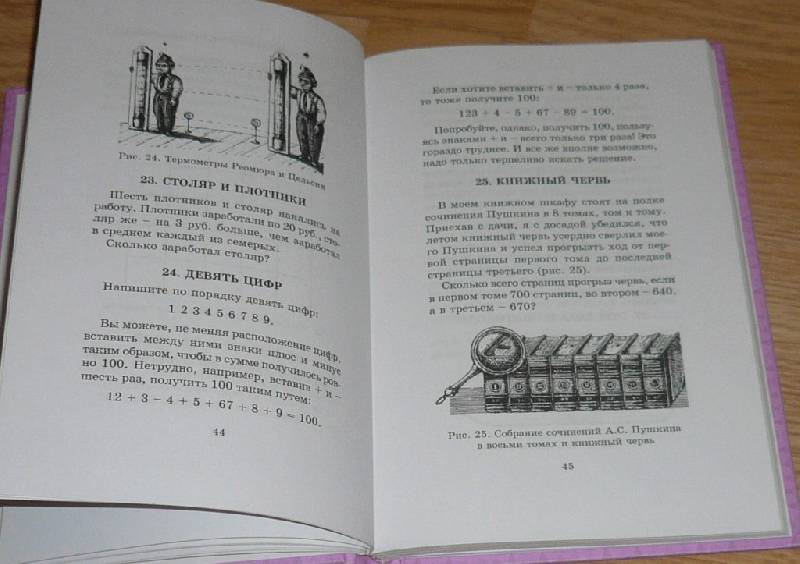 Рис. 24. Термометры Реомюра и Цельсия
23. СТОЛЯР И ПЛОТНИКИ
Шесть плотников и столяр нанялись на
работу. Плотники заработали по 20 руб., сто-
ляр же – на 3 руб. больше, чем заработал
в среднем каждый из семерых.
Сколько заработал столяр?
24. ДЕВЯТЬ ЦИФР
Напишите по порядку девять цифр:
1 2 3 4 5 6 7 8 9.
Вы можете, не меняя расположение цифр,
вставить между ними знаки плюс и минус
таким образом, чтобы в сумме получилось ров-
но 100. Нетрудно, например, вставив + и –
шесть раз, получить 100 таким путем:
12 + 3 – 4 + 5 + 67 + 8 + 9 = 100.
44
Если хотите вставить + и – только 4 раза,
то тоже получите 100:
123 + 4 – 5 + 67 – 89 = 100.
Попробуйте, однако, получить 100, пользу-
ясь знаками + и – всего только три раза! Это
гораздо труднее. И все же вполне возможно,
надо только терпеливо искать решение.
25. КНИЖНЫЙ ЧЕРВЬ
В моем книжном шкафу стоят на полке
сочинения Пушкина в 8 томах, том к тому.
Приехав с дачи, я с досадой убедился, что
летом книжный червь усердно сверлил мое-
го Пушкина и успел прогрызть ход от пер-
вой страницы первого тома до последней
страницы третьего (рис. 25).
Сколько всего страниц прогрыз червь, если
в первом томе 700 страниц, во втором – 640,
а в третьем – 670?
Рис. 25. Собрание сочинений А.С. Пушкина
в восьми томах и книжный червь
45